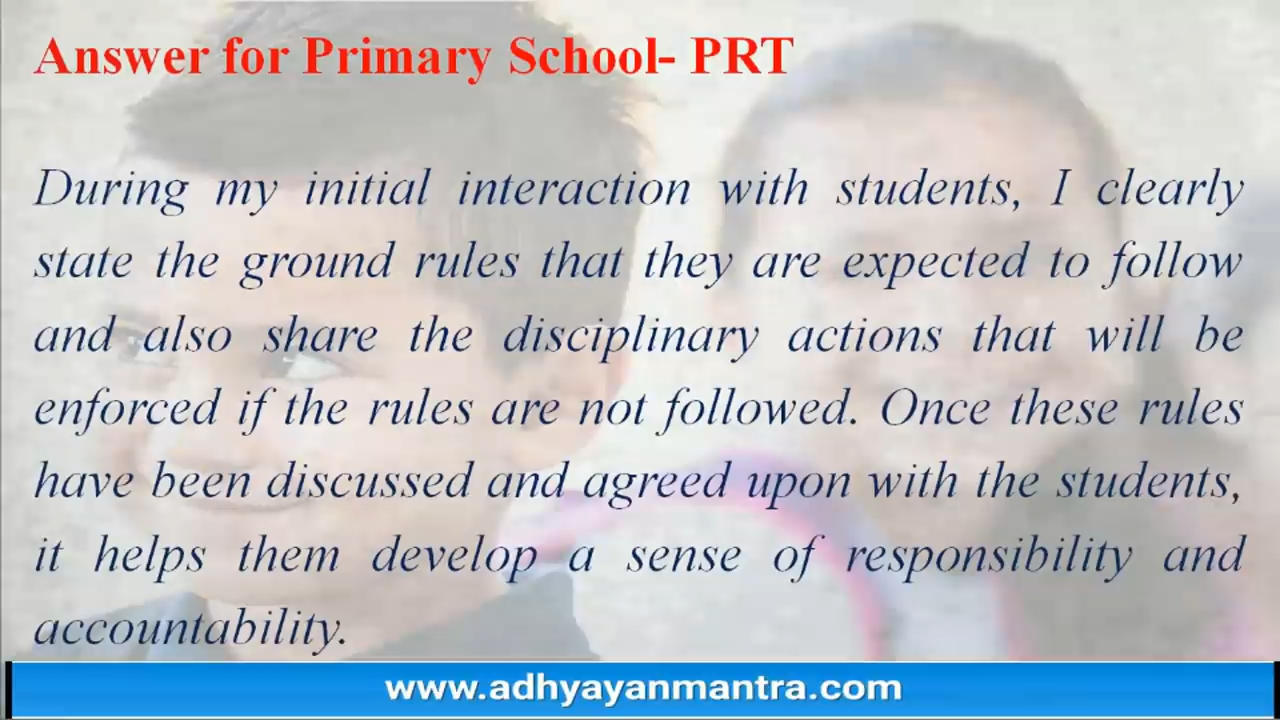 Answer for Primary School- PRT
During my initial interaction with students, I clearly
state the ground rules that they are expected to follow
and also share the disciplinary actions that will be
enforced if the rules are not followed. Once these rules
have been discussed and agreed upon with the students,
it helps them develop a sense of responsibility and
accountability.
www.adhyayanmantra.com